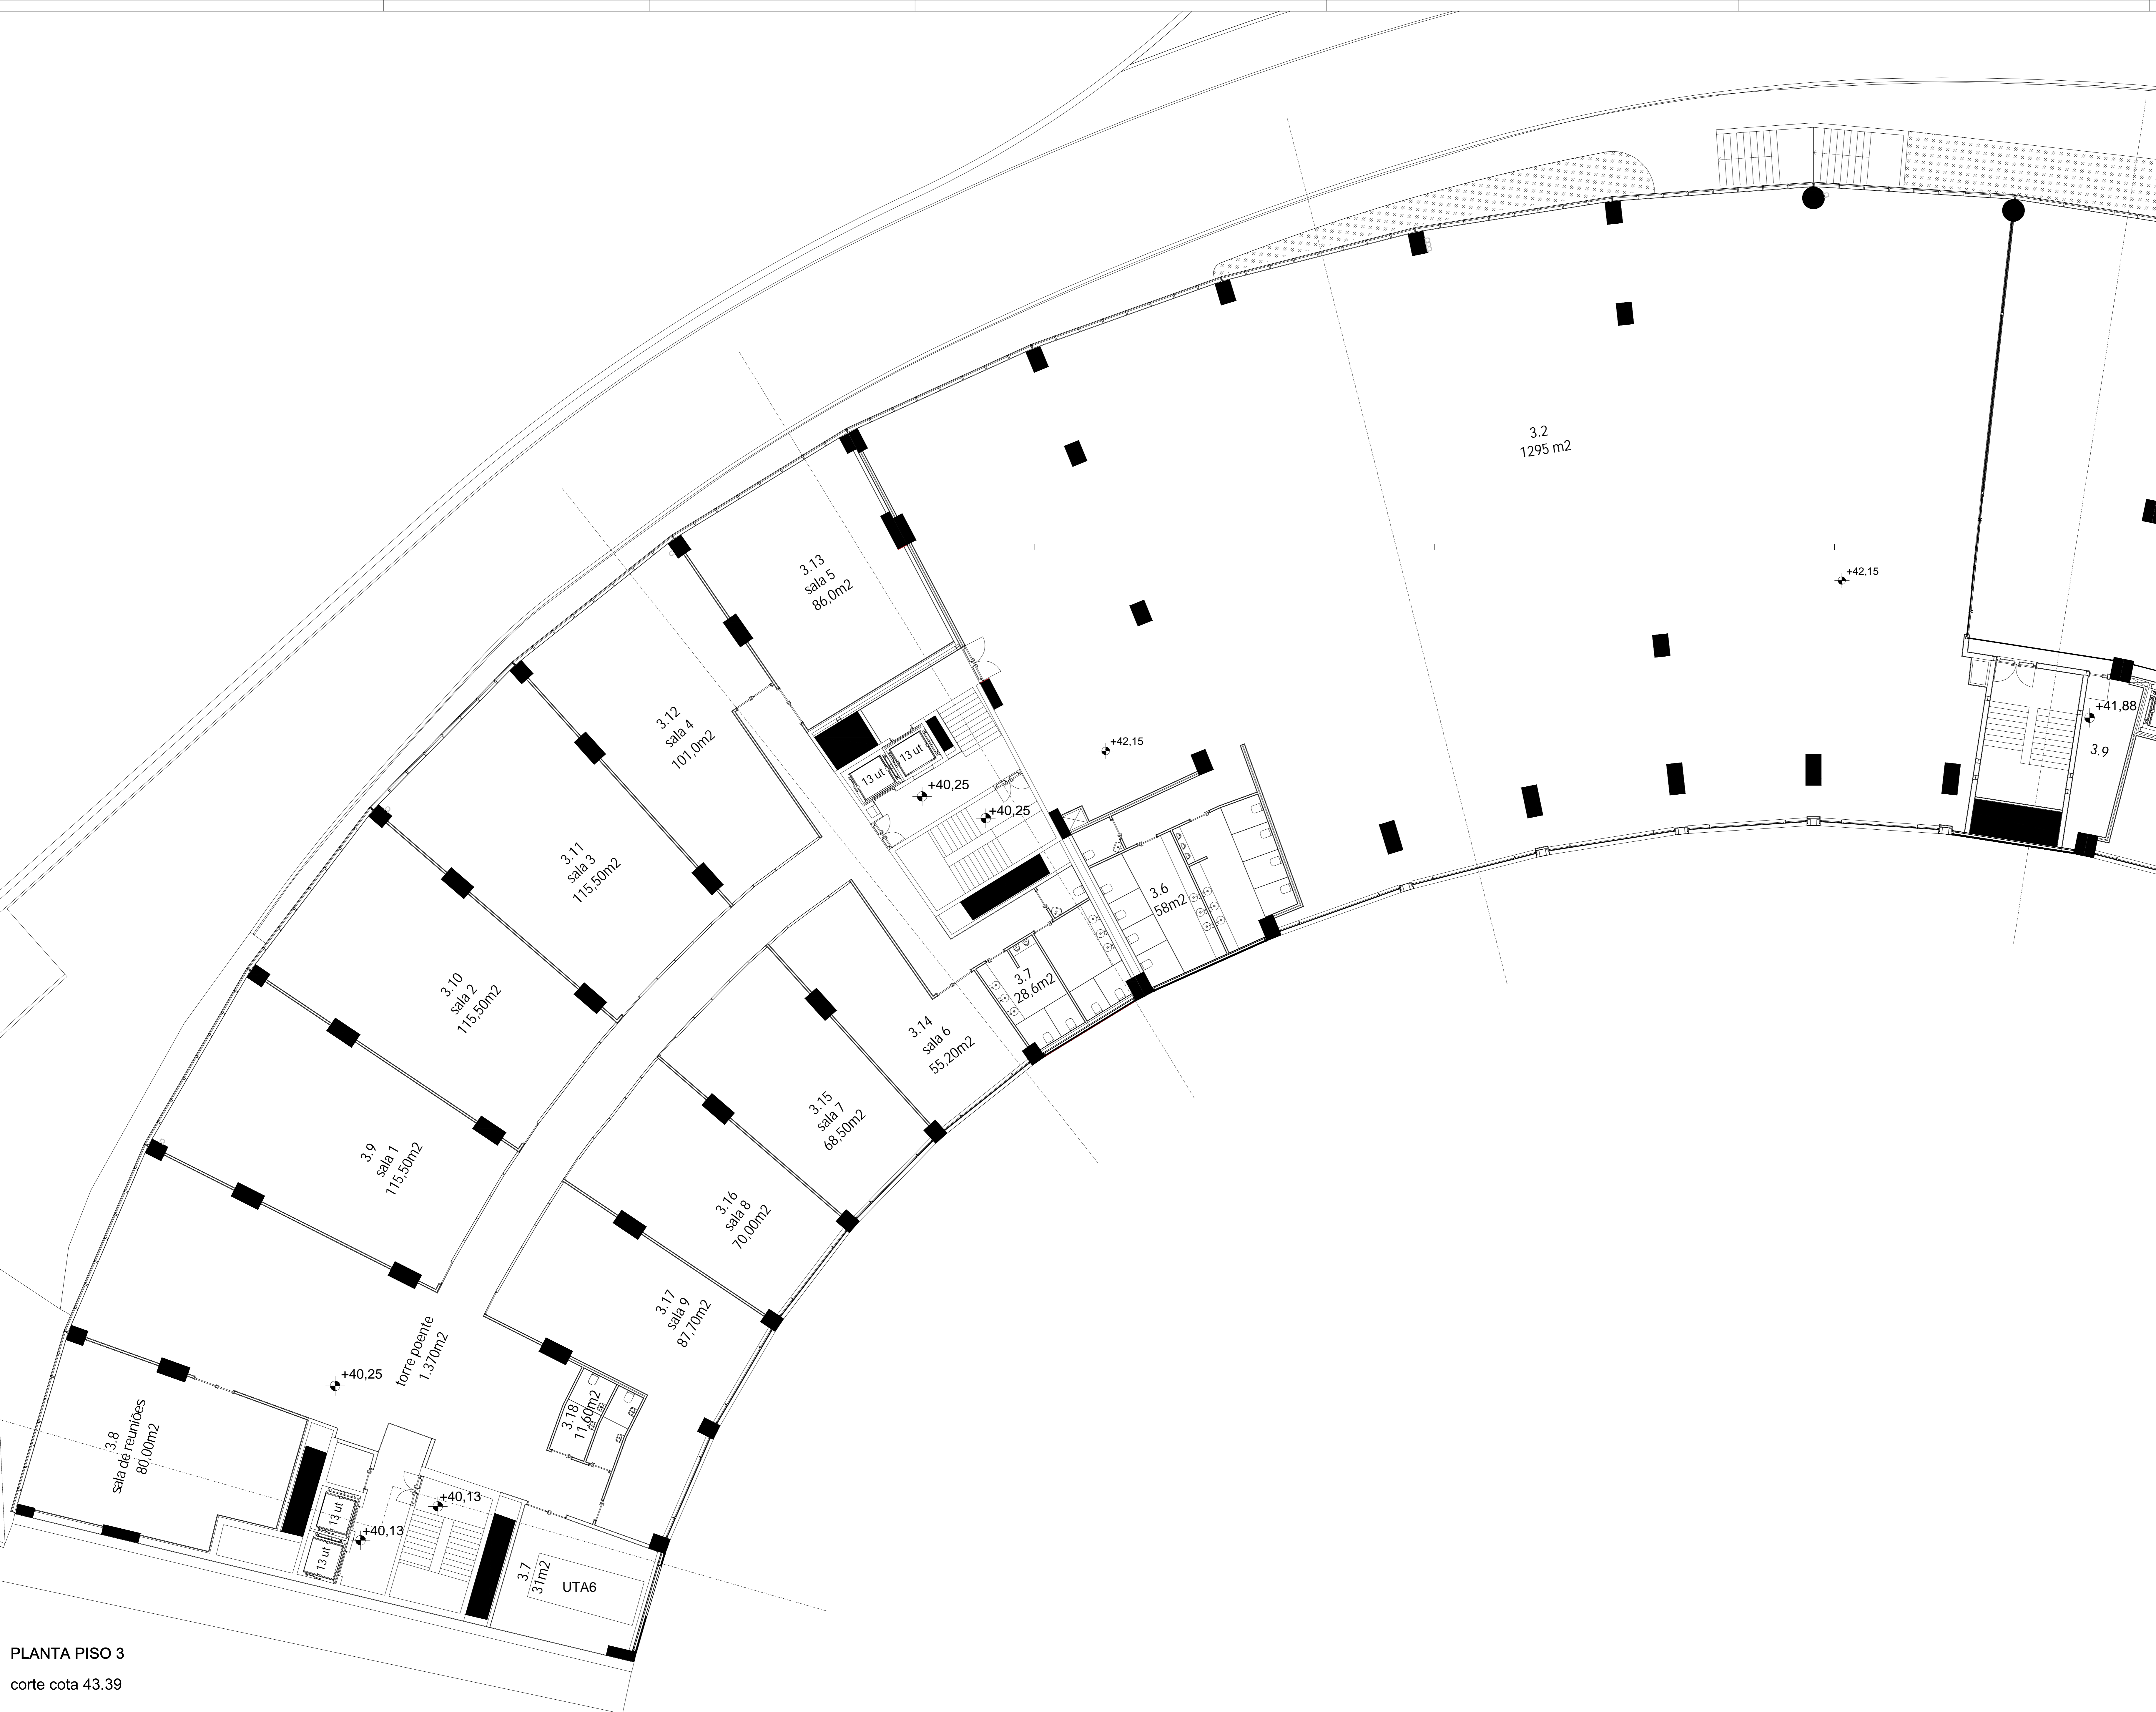 3.2
1295 m2
+42,15
+41,88
3.9
3.13
sala 5
86,0m2
3.12
sala 4
101,0m2
13 ut
13 ut
+42,15
+40,25
+40,25
3.11
sala 3
115,50m2
3.6
58m2
3.10
sala 2
115,50m2
3.7
28,6m2
3.14
sala 6
55,20m2
3.9
sala 1
115,50m2
3.15
sala 7
68,50m2
3.16
sala 8
70,00m2
3.17
sala 9
87,70m2
torre poente
1.370m2
+40,25
3.18
11,60m2
3.8
sala de reuniões
80,00m2
13 ut
13 ut
+40,13
+40,13
3.7
31m2
UTA6
PLANTA PISO 3
corte cota 43.39